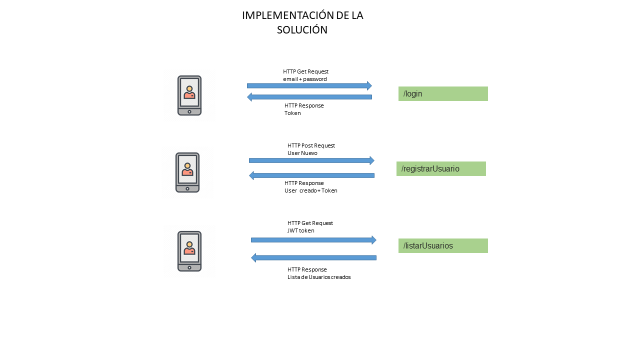 IMPLEMENTACIÓN DE LA
SOLUCIÓN
HTTP Get Request
email + password
/login
HTTP Response
Token
HTTP Post Request
User Nuevo
/registrarUsuario
HTTP Response
User creado+ Token
HTTP Get Request
JWT token
/listarUsuarios
HTTP Response
Lista de Usuarios creados